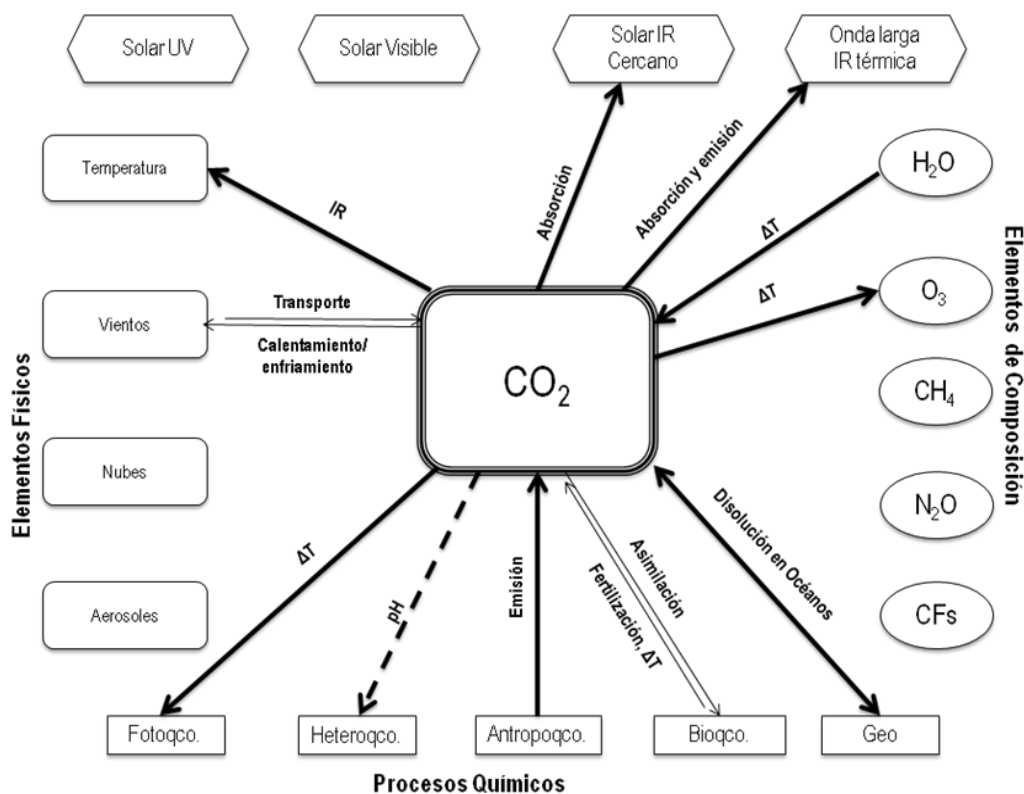 Solar UV
Solar Visible
Solar IR
Cercano
Onda larga
IR térmica
Temperatura
Vientos
Nubes
Aerosoles
Elementos Físicos
IR
Absorción
Absorción y emisión
ΔT
ΔT
Transporte
Calentamiento/
enfriamiento
CO₂
H₂O
O₃
CH₄
N₂O
CFs
Elementos de Composición
ΔT
pH
Emisión
Asimilación
Fertilización, ΔT
Disolución en Océanos
Fotoqco.
Heteroqco.
Antropoqco.
Bioqco.
Geo
Procesos Químicos